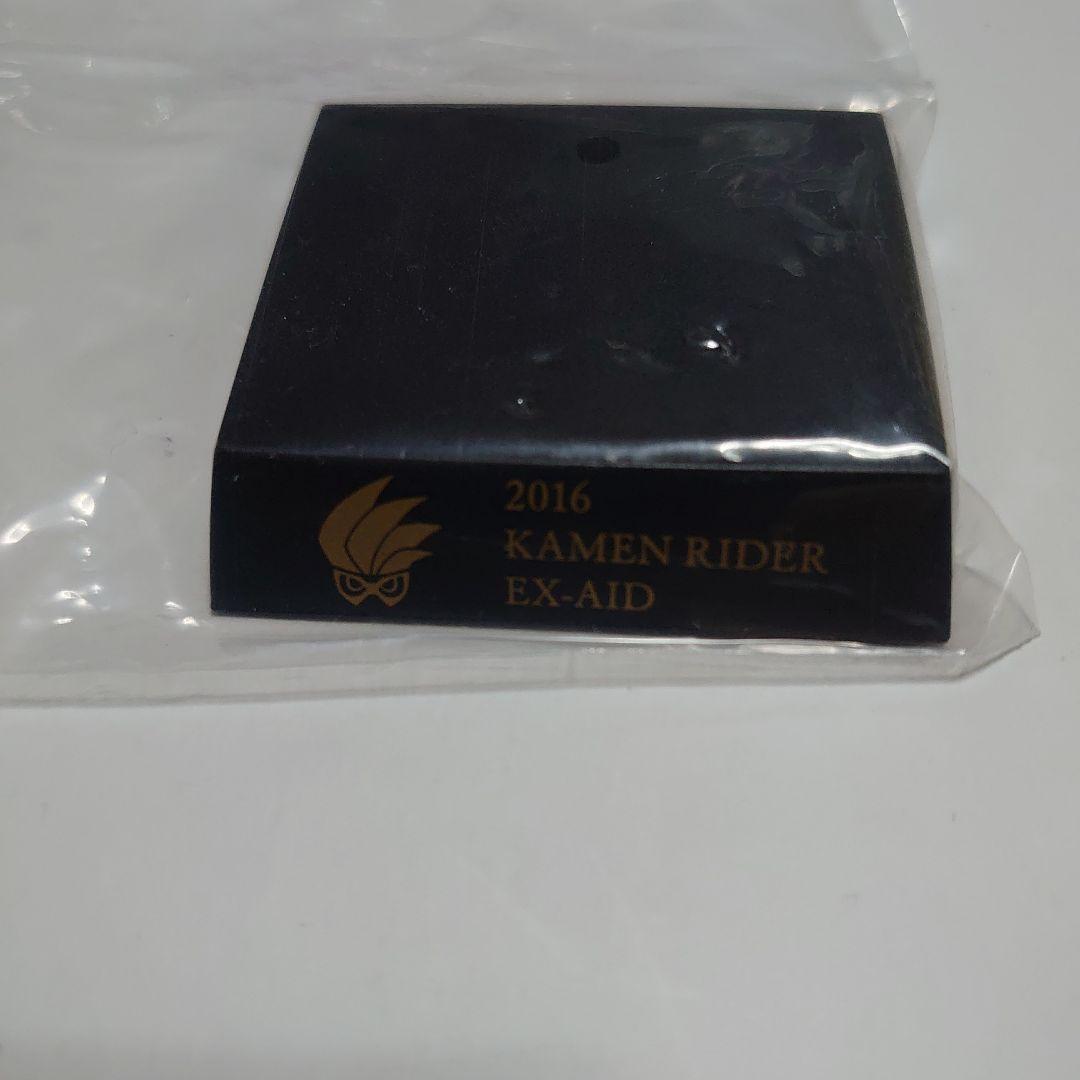 2016
KAMEN RIDER
EX-AID